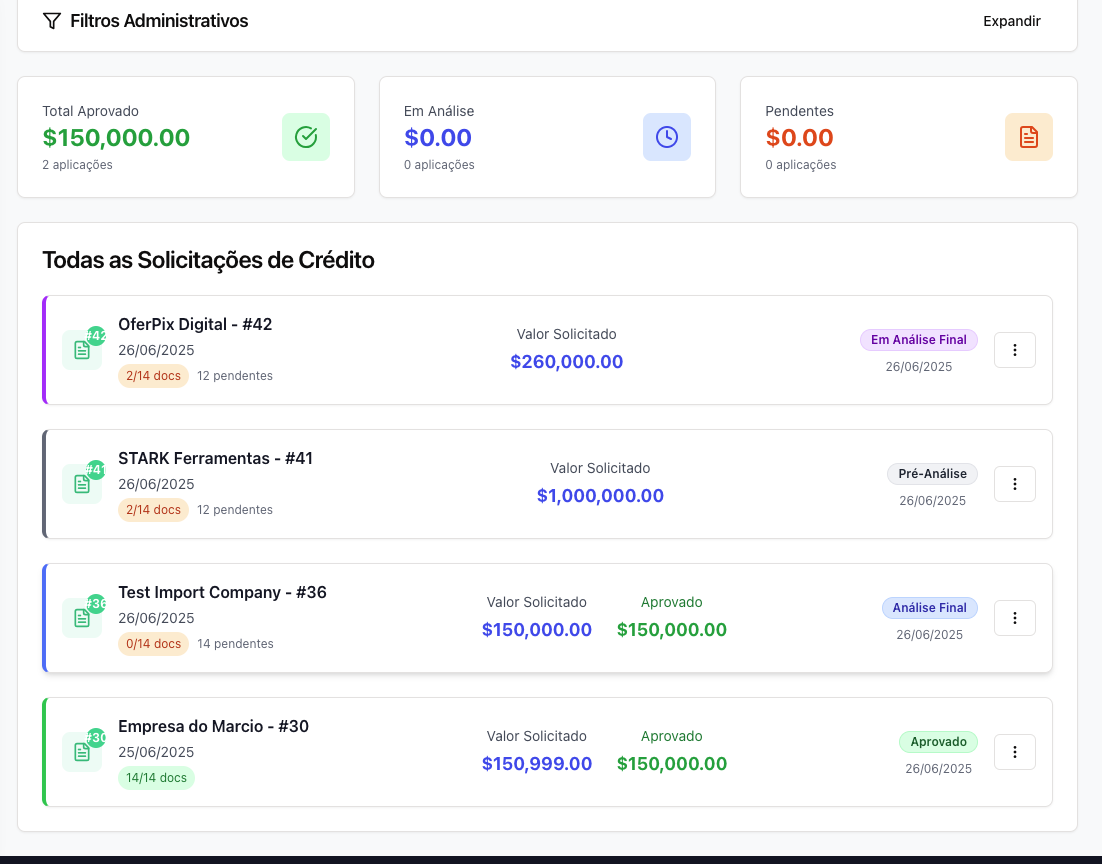 Filtros Administrativos
Expandir
Total Aprovado
$150,000.00
2 aplicações
Em Análise
$0.00
0 aplicações
Pendentes
$0.00
0 aplicações
Todas as Solicitações de Crédito
#42
OferPix Digital - #42
26/06/2025
2/14 docs 12 pendentes
Valor Solicitado
$260,000.00
Em Análise Final
26/06/2025
#41
STARK Ferramentas - #41
26/06/2025
2/14 docs 12 pendentes
Valor Solicitado
$1,000,000.00
Pré-Análise
26/06/2025
#36
Test Import Company - #36
26/06/2025
0/14 docs 14 pendentes
Valor Solicitado
$150,000.00
Aprovado
$150,000.00
Análise Final
26/06/2025
#30
Empresa do Marcio - #30
25/06/2025
14/14 docs
Valor Solicitado
$150,999.00
Aprovado
$150,000.00
Aprovado
26/06/2025